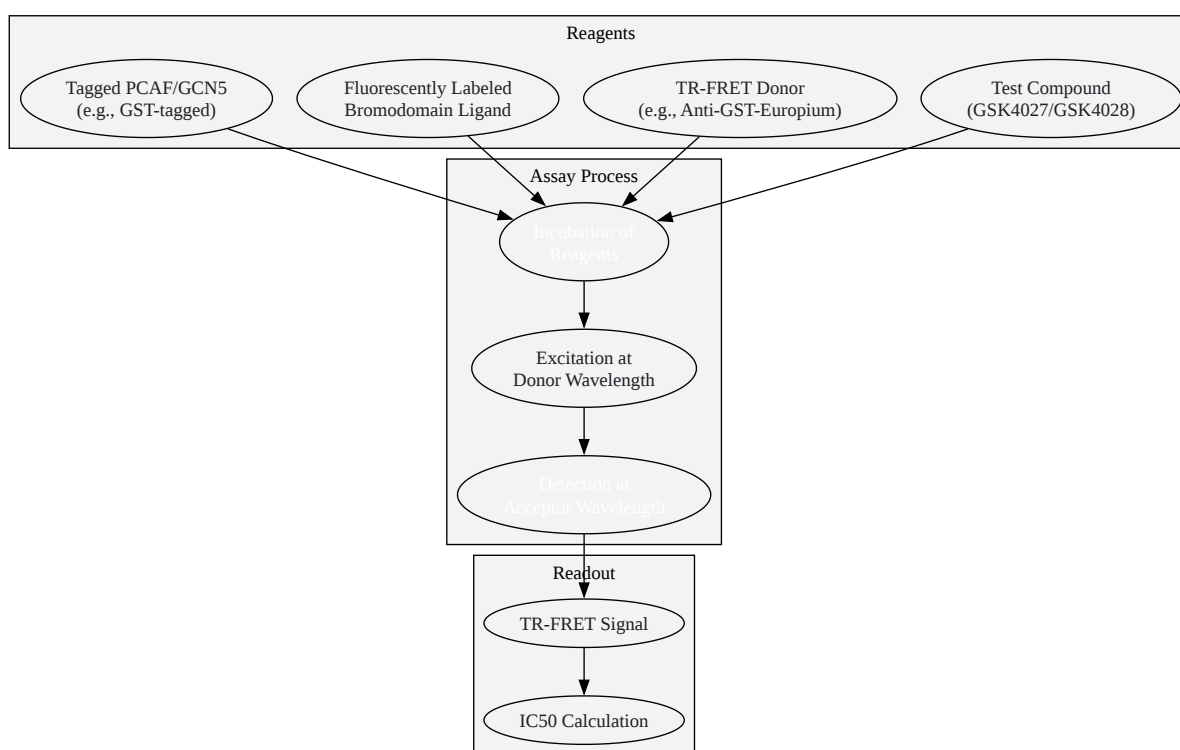 Reagents
Tagged PCAF/GCN5
(e.g., GST-tagged)
Fluorescently Labeled
Bromodomain Ligand
TR-FRET Donor
(e.g., Anti-GST-Europium)
Test Compound
(GSK4027/GSK4028)
Assay Process
Incubation of
Reagents
Excitation at
Donor Wavelength
Detection at
Acceptor Wavelength
Readout
TR-FRET Signal
IC50 Calculation